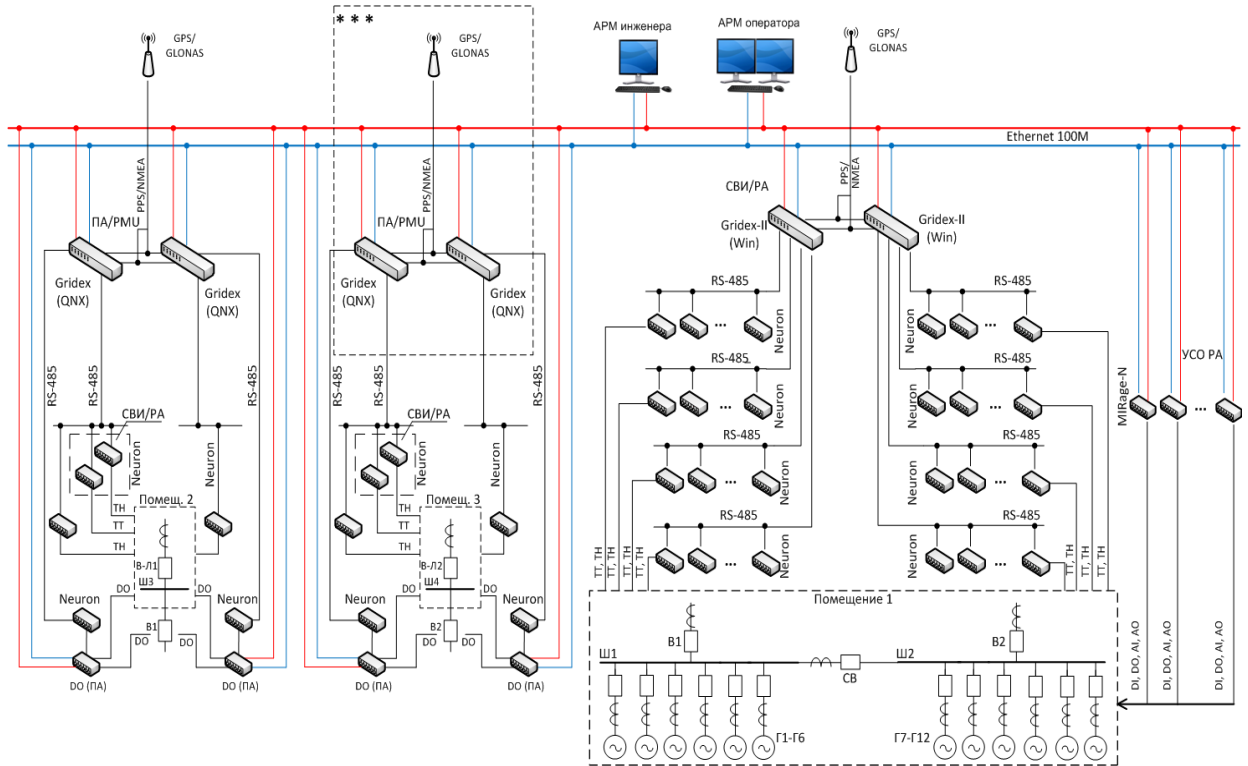 * * *
GPS/
GLONAS
GPS/
GLONAS
АРМ инженера
АРМ оператора
GPS/
GLONAS
Ethernet 100M
PPS/NMEA
PPS/NMEA
PPS/
NMEA
ПА/PMU
ПА/PMU
СВИ/РА
Gridex
(QNX)
Gridex
(QNX)
Gridex
(QNX)
Gridex
(QNX)
Gridex-II
(Win)
Gridex-II
(Win)
RS-485
RS-485
RS-485
RS-485
RS-485
RS-485
СВИ/РА
СВИ/РА
Neuron
Neuron
Neuron
Neuron
RS-485
...
Neuron
RS-485
Neuron
...
RS-485
...
Neuron
RS-485
Neuron
...
RS-485
...
Neuron
RS-485
Neuron
...
RS-485
...
Neuron
RS-485
Neuron
...
УСО РА
MIRage-N
...
Помещ. 2
ТН
ТТ
ТН
В-Л1
Ш3
DO
DO
В1
DO
DO
Neuron
Neuron
DO (ПА)
DO (ПА)
Помещ. 3
ТН
ТТ
ТН
В-Л2
Ш4
DO
DO
В2
DO
DO
Neuron
Neuron
DO (ПА)
DO (ПА)
ТТ, ТН
ТТ, ТН
ТТ, ТН
ТТ, ТН
ТТ, ТН
ТТ, ТН
ТТ, ТН
ТТ, ТН
Помещение 1
В1
В2
Ш1
Ш2
СВ
Г1-Г6
Г7-Г12
DI, DO, AI, AO
DI, DO, AI, AO
DI, DO, AI, AO